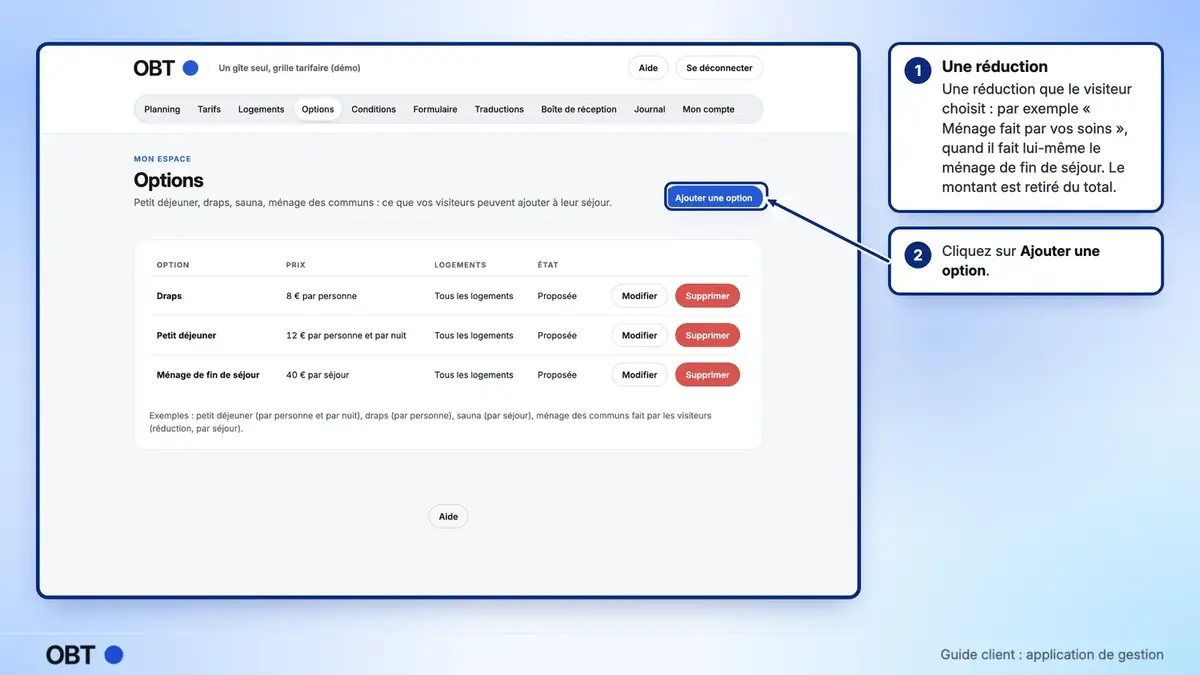 OBT
Un gîte seul, grille tarifaire (démo)
Aide
Se déconnecter
Planning
Tarifs
Logements
Options
Conditions
Formulaire
Traductions
Boîte de réception
Journal
Mon compte
MON ESPACE
Options
Petit déjeuner, draps, sauna, ménage des communs : ce que vos visiteurs peuvent ajouter à leur séjour.
Ajouter une option
OPTION PRIX LOGEMENTS ÉTAT
Draps 8 € par personne Tous les logements Proposée Modifier Supprimer
Petit déjeuner 12 € par personne et par nuit Tous les logements Proposée Modifier Supprimer
Ménage de fin de séjour 40 € par séjour Tous les logements Proposée Modifier Supprimer
Exemples : petit déjeuner (par personne et par nuit), draps (par personne), sauna (par séjour), ménage des communs fait par les visiteurs
(réduction, par séjour).
Aide
1 Une réduction
Une réduction que le visiteur
choisit : par exemple «
Ménage fait par vos soins »,
quand il fait lui-même le
ménage de fin de séjour. Le
montant est retiré du total.
2 Cliquez sur Ajouter une
option.
OBT
Guide client : application de gestion